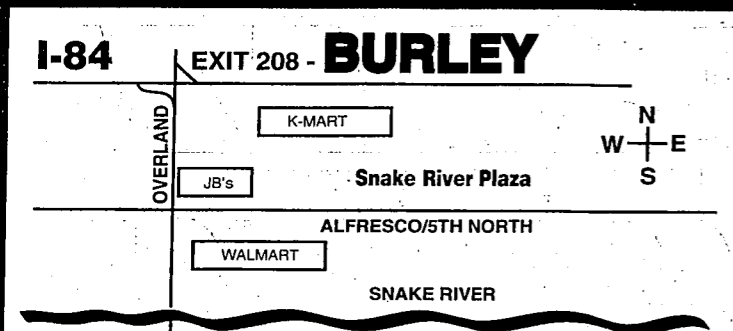 I-84 EXIT 208 - BURLEY
OVERLAND
K-MART
N
W E
S
JB's
Snake River Plaza
ALFRESCO/5TH NORTH
WALMART
SNAKE RIVER